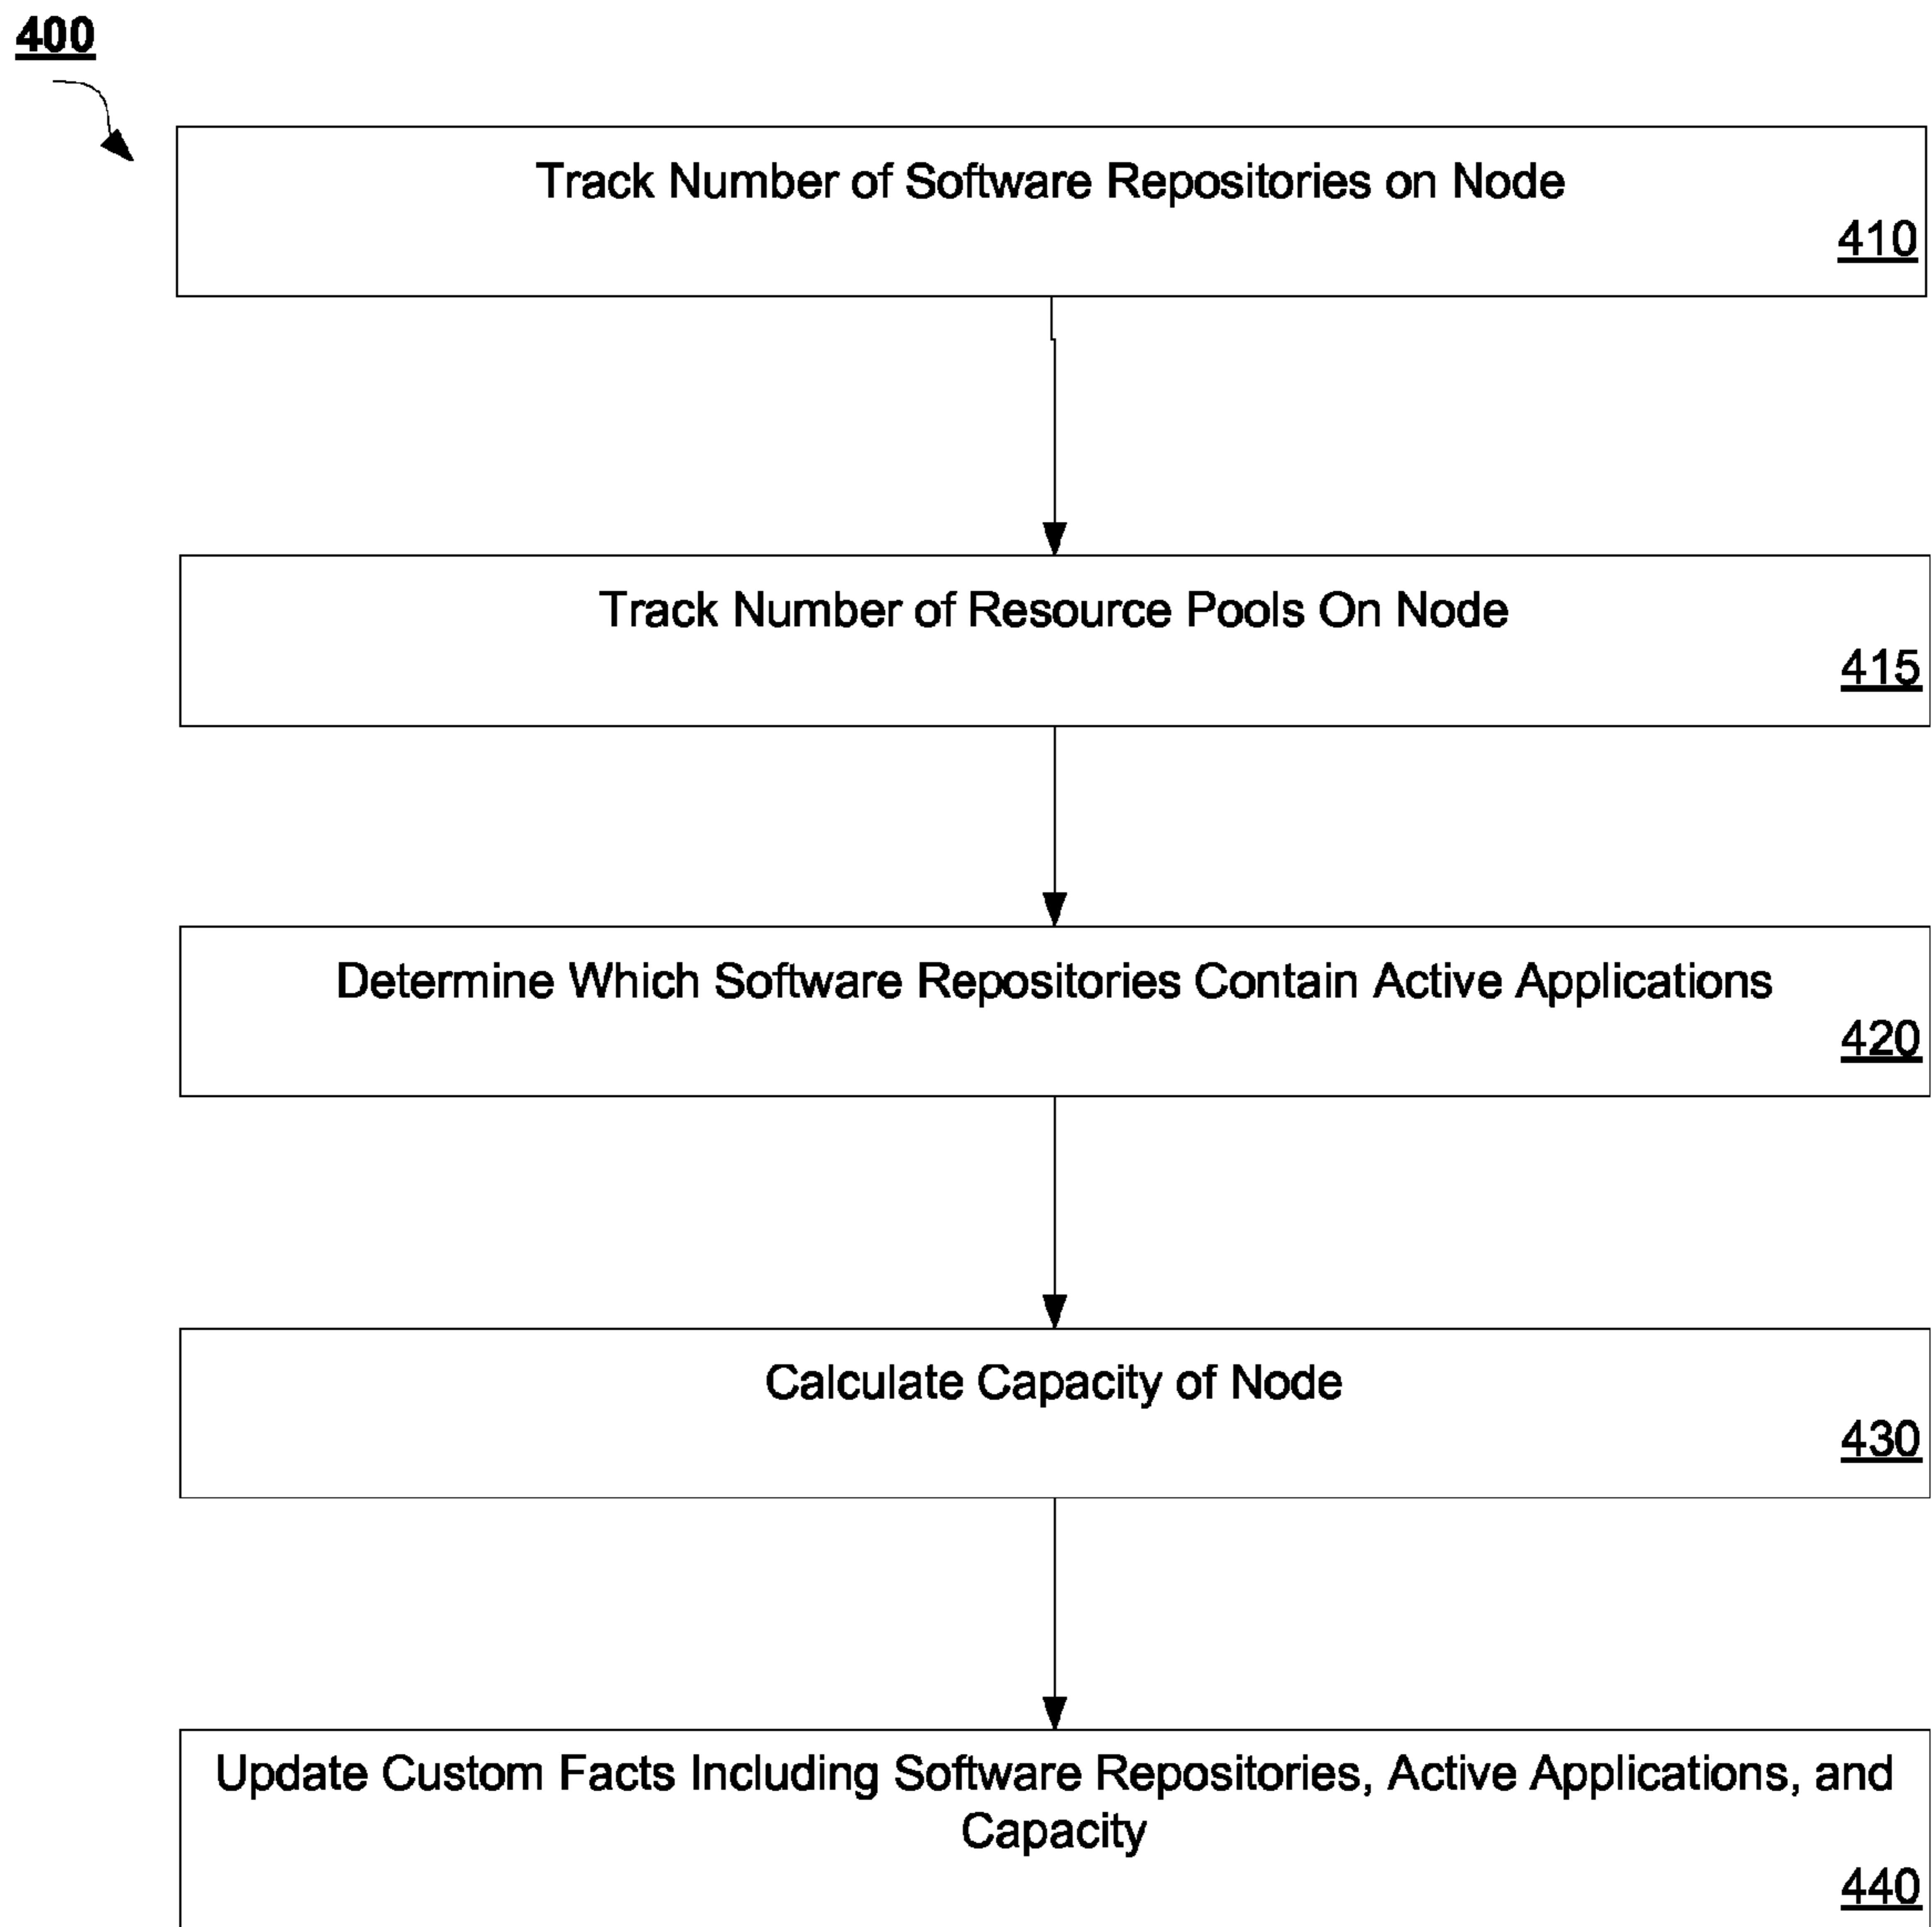 400
Track Number of Software Repositories on Node
410
Track Number of Resource Pools On Node
415
Determine Which Software Repositories Contain Active Applications
420
Calculate Capacity of Node
430
Update Custom Facts Including Software Repositories, Active Applications, and
Capacity
440